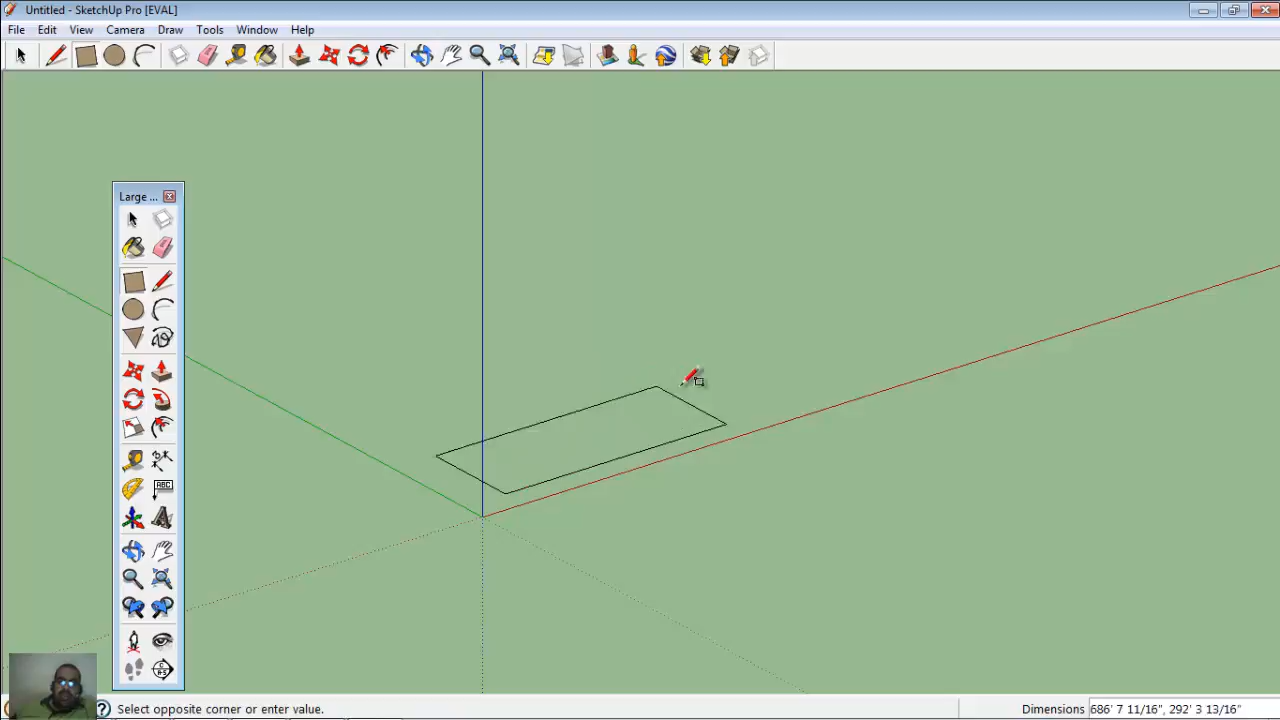 Untitled - SketchUp Pro [EVAL]
File Edit View Camera Draw Tools Window Help
Large ...
ABC
Select opposite corner or enter value.
Dimensions 686' 7 11/16", 292' 3 13/16"